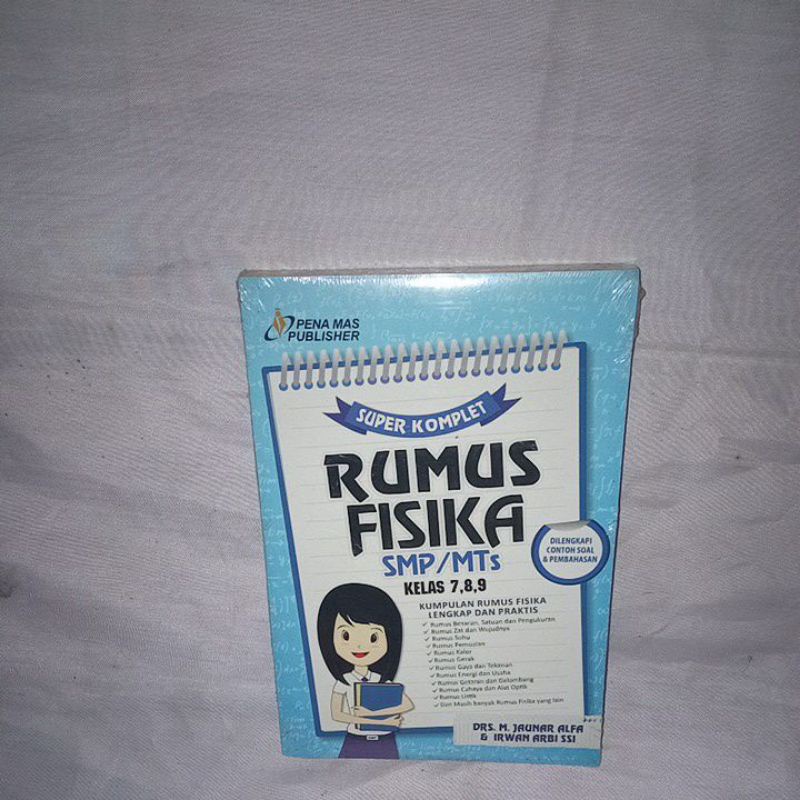 PENA MAS
PUBLISHER
SUPER KOMPLET
RUMUS
FISIKA
SMP/MTs
KELAS 7,8,9
DILENGKAPI
CONTOH SOAL
& PEMBAHASAN
KUMPULAN RUMUS FISIKA
LENGKAP DAN PRAKTIS
Rumus Besaran, Satuan dan Pengukuran
Rumus Zat dan Wujudnya
Rumus Suhu
Rumus Pemuaian
Rumus Kalor
Rumus Gerak
Rumus Gaya dan Tekanan
Rumus Energi dan Usaha
Rumus Getaran dan Gelombang
Rumus Cahaya dan Alat Optik
Rumus Listrik
Dan Masih banyak Rumus Fisika yang lain
DRS. M. JAUNAR ALFA
& IRWAN ARBI SSI